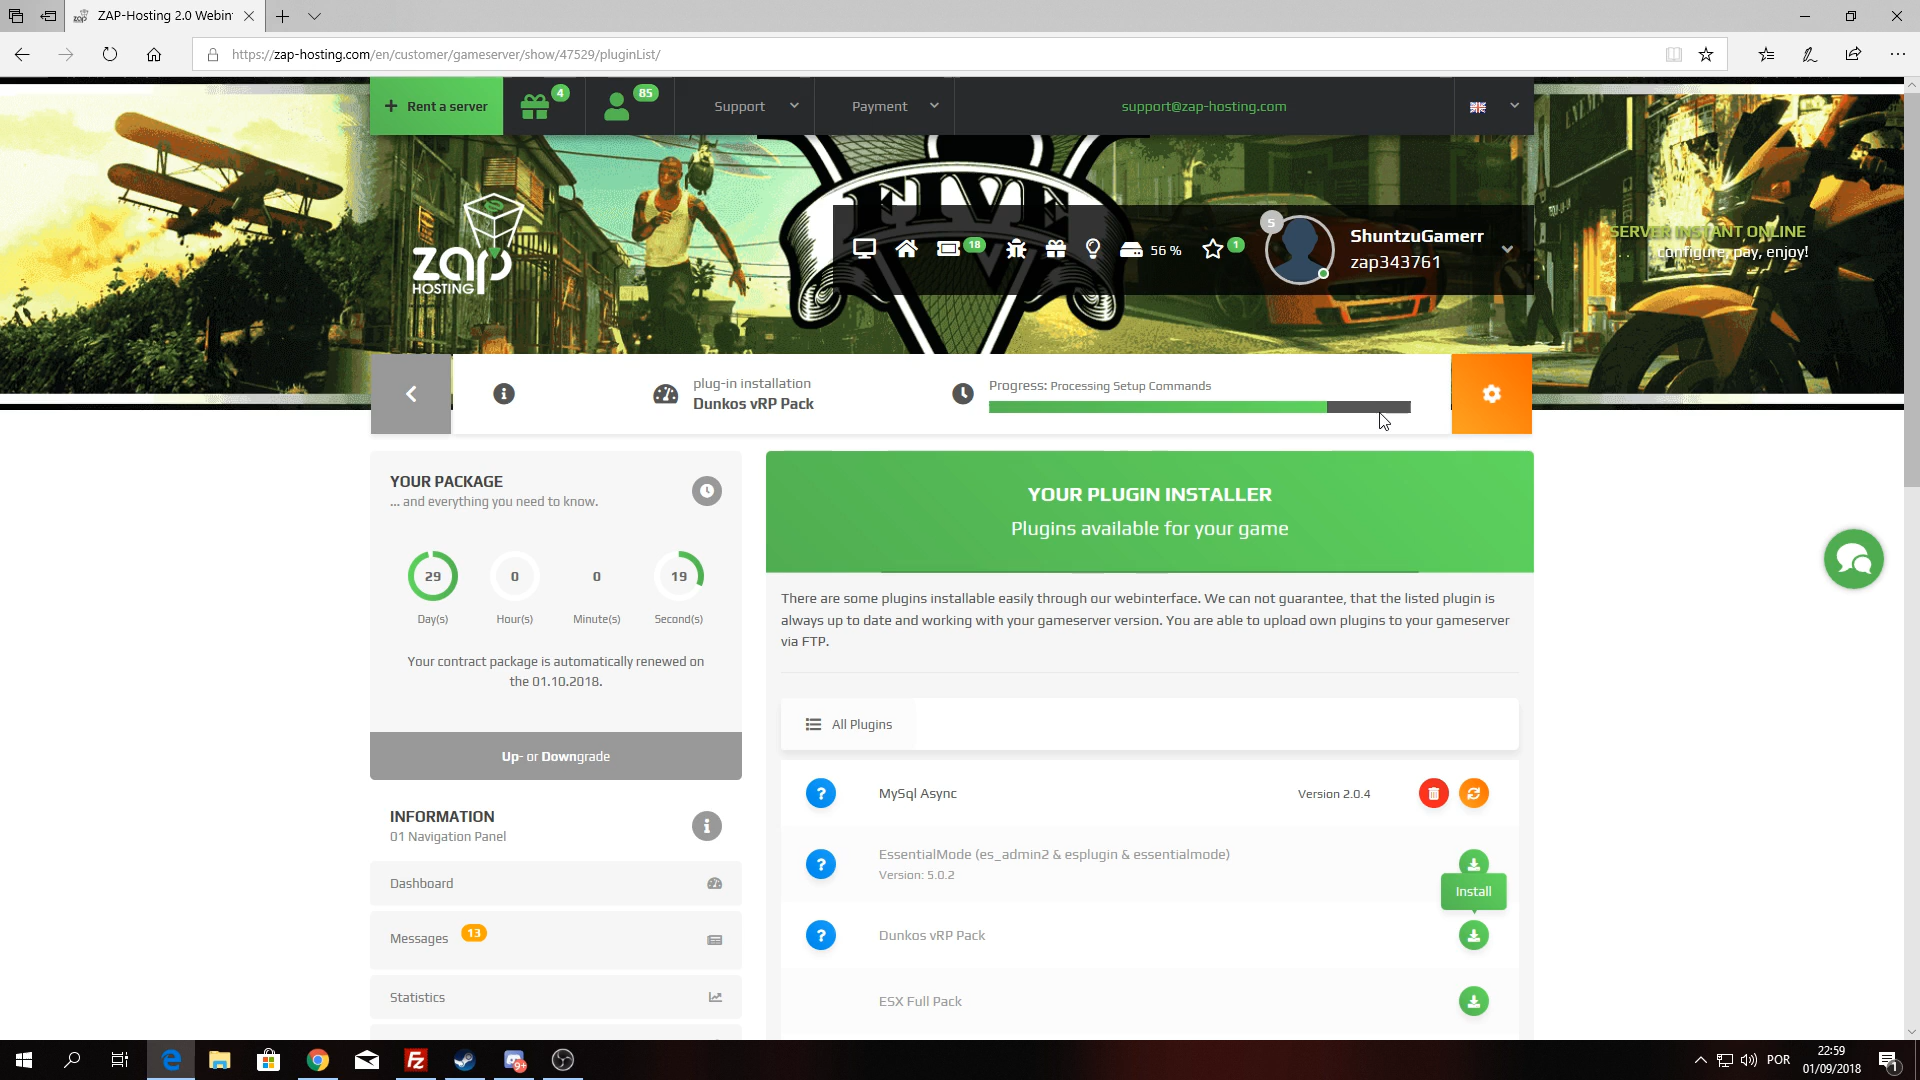 ZAP-Hosting 2.0 Webin
https://zap-hosting.com/en/customer/gameserver/show/47529/pluginList/
+ Rent a server
4
85
Support
Payment
support@zap-hosting.com
FIVE
zap
HOSTING
18
56 %
1
5
ShuntzuGamerr
zap343761
SERVER INSTANT ONLINE
. . . configure, pay, enjoy!
plug-in installation
Dunkos vRP Pack
Progress: Processing Setup Commands
YOUR PACKAGE
... and everything you need to know.
29
0
0
19
Day(s)
Hour(s)
Minute(s)
Second(s)
Your contract package is automatically renewed on
the 01.10.2018.
Up- or Downgrade
INFORMATION
01 Navigation Panel
Dashboard
Messages 13
Statistics
YOUR PLUGIN INSTALLER
Plugins available for your game
There are some plugins installable easily through our webinterface. We can not guarantee, that the listed plugin is
always up to date and working with your gameserver version. You are able to upload own plugins to your gameserver
via FTP.
All Plugins
? MySql Async Version 2.0.4
? EssentialMode (es_admin2 & esplugin & essentialmode)
Version: 5.0.2
Install
? Dunkos vRP Pack
ESX Full Pack
Fz
9+
POR
22:59
01/09/2018
1